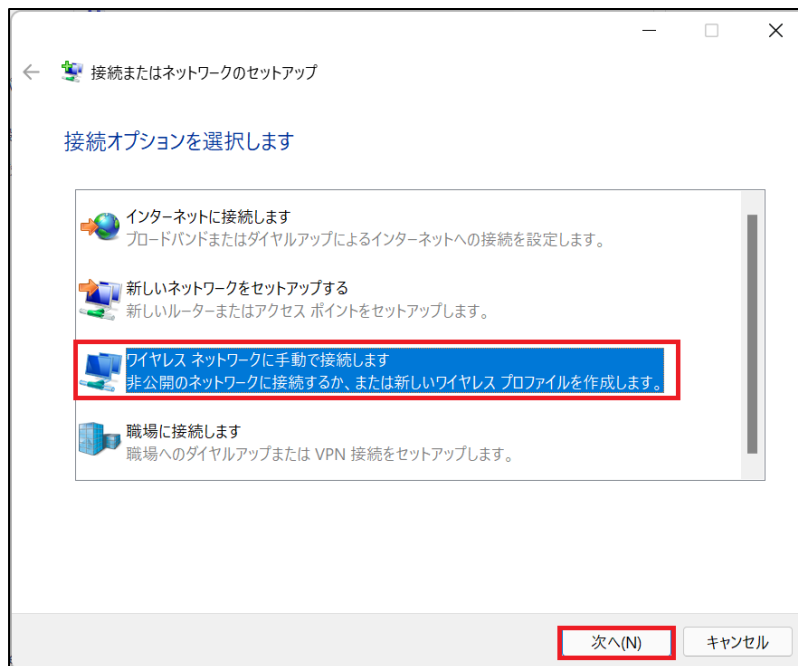 接続またはネットワークのセットアップ
接続オプションを選択します
インターネットに接続します
ブロードバンドまたはダイヤルアップによるインターネットへの接続を設定します。
新しいネットワークをセットアップする
新しいルーターまたはアクセス ポイントをセットアップします。
ワイヤレス ネットワークに手動で接続します
非公開のネットワークに接続するか、または新しいワイヤレス プロファイルを作成します。
職場に接続します
職場へのダイヤルアップまたは VPN 接続をセットアップします。
次へ(N)
キャンセル